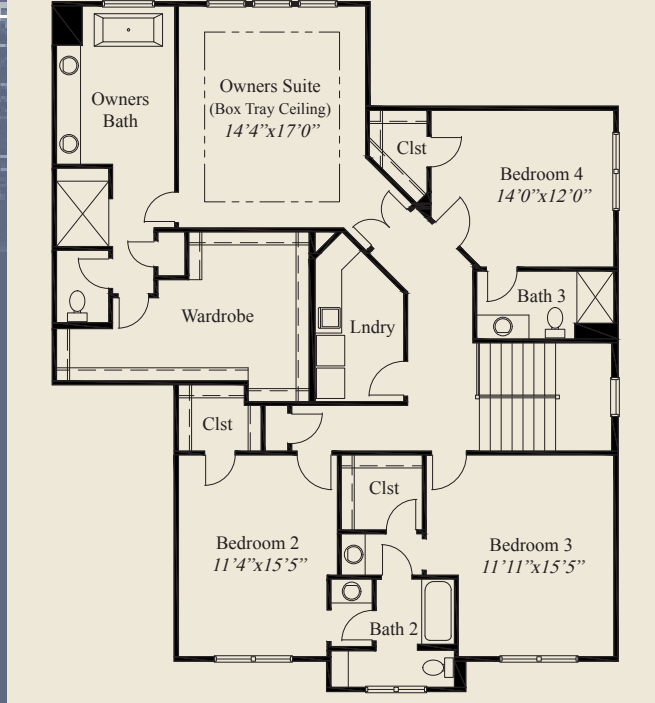 Owners Suite
(Box Tray Ceiling)
14'4"x17'0"
Owners
Bath
Clst
Bedroom 4
14'0"x12'0"
Bath 3
Wardrobe
Lndry
Clst
Clst
Bedroom 2
11'4"x15'5"
Bedroom 3
11'11"x15'5"
Bath 2